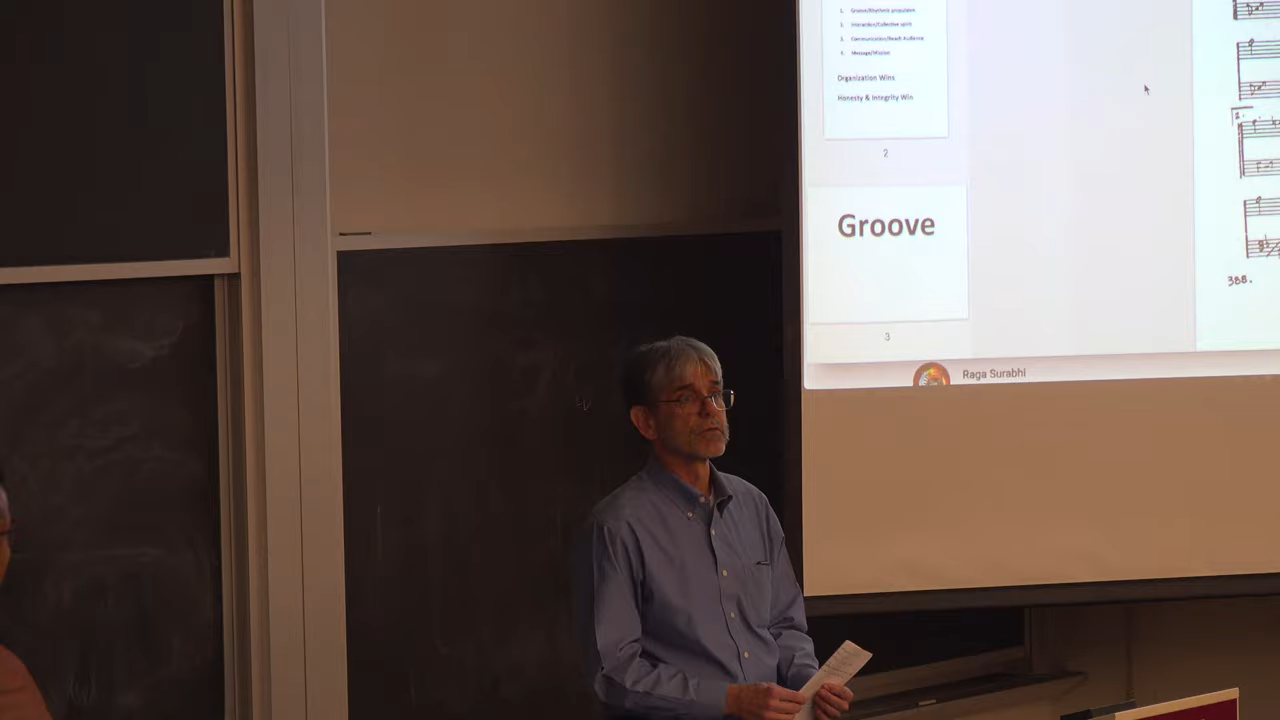 1. Groove/Rhythmic propulsion
2. Interaction/Collective spirit
3. Communication/Reach Audience
4. Message/Mission
Organization Wins
Honesty & Integrity Win
2
Groove
3
Raga Surabhi
2.
388.